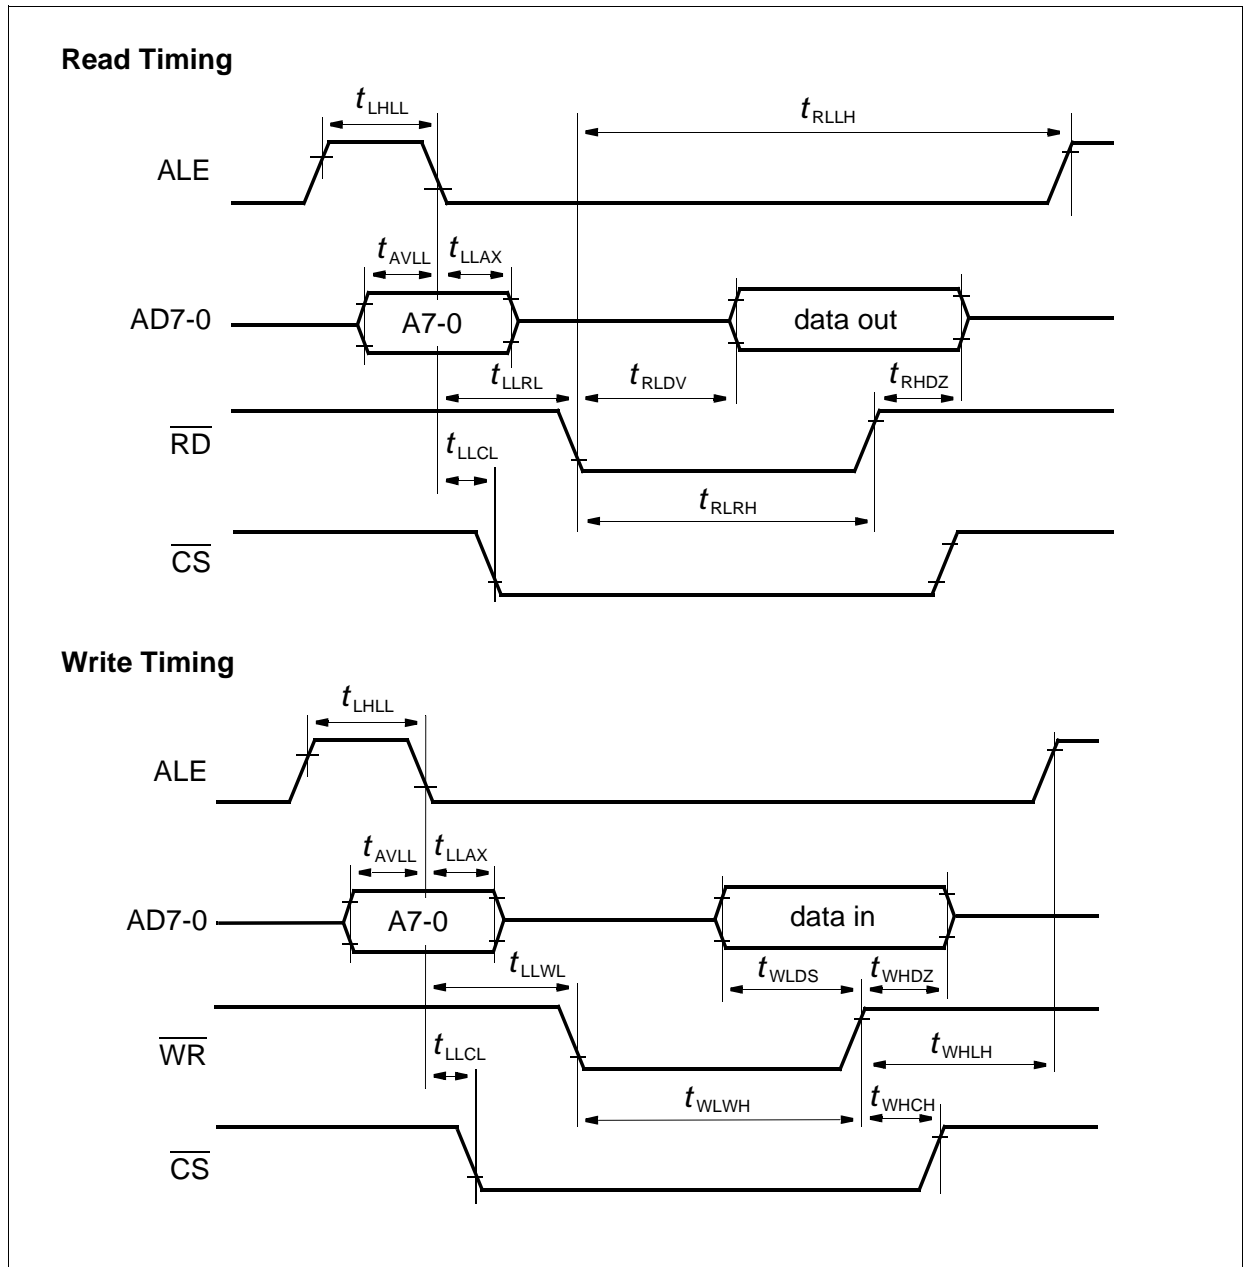 Read Timing
tLHLL
tRLLH
ALE
tAVLL
tLLAX
AD7-0
A7-0
data out
tLLRL
tRLDV
tRHDZ
RD
tLLCL
tRLRH
CS
Write Timing
tLHLL
ALE
tAVLL
tLLAX
AD7-0
A7-0
data in
tLLWL
tWLDS
tWHDZ
WR
tLLCL
tWHLH
tWLWH
tWHCH
CS